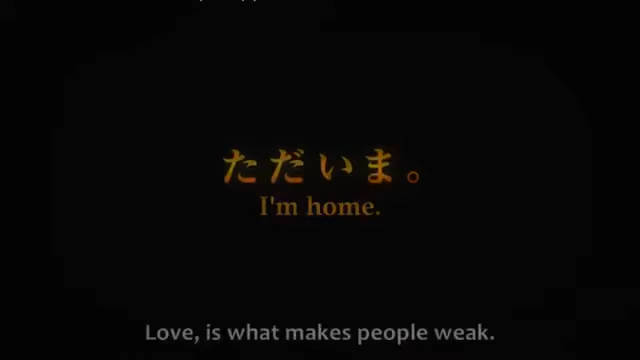 ただいま。
I'm home.
Love, is what makes people weak.